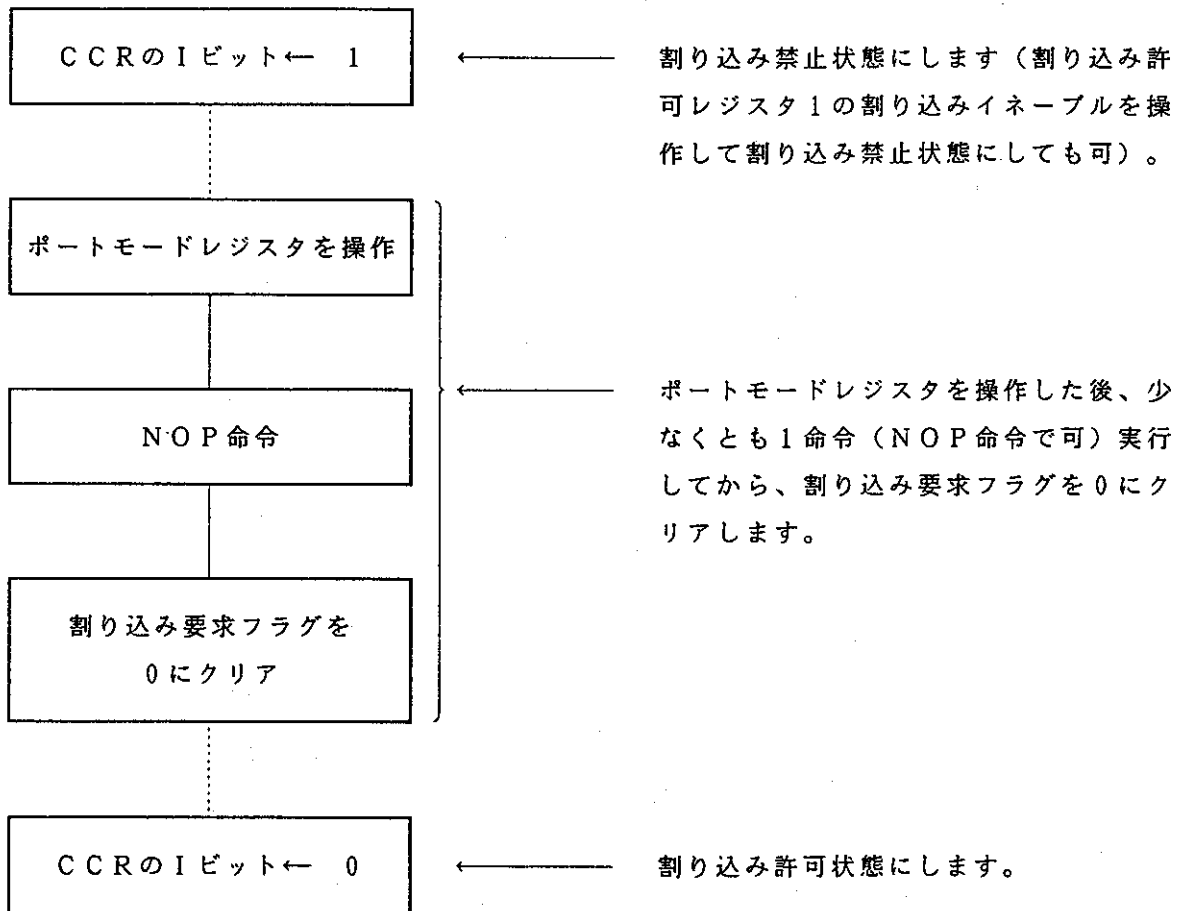 CCRのIビット← 1
割り込み禁止状態にします(割り込み許
可レジスタ1の割り込みイネーブルを操
作して割り込み禁止状態にしても可)。
ポートモードレジスタを操作
NOP命令
ポートモードレジスタを操作した後、少
なくとも1命令(NOP命令で可)実行
してから、割り込み要求フラグを0にク
リアします。
割り込み要求フラグを
0にクリア
CCRのIビット← 0
割り込み許可状態にします。